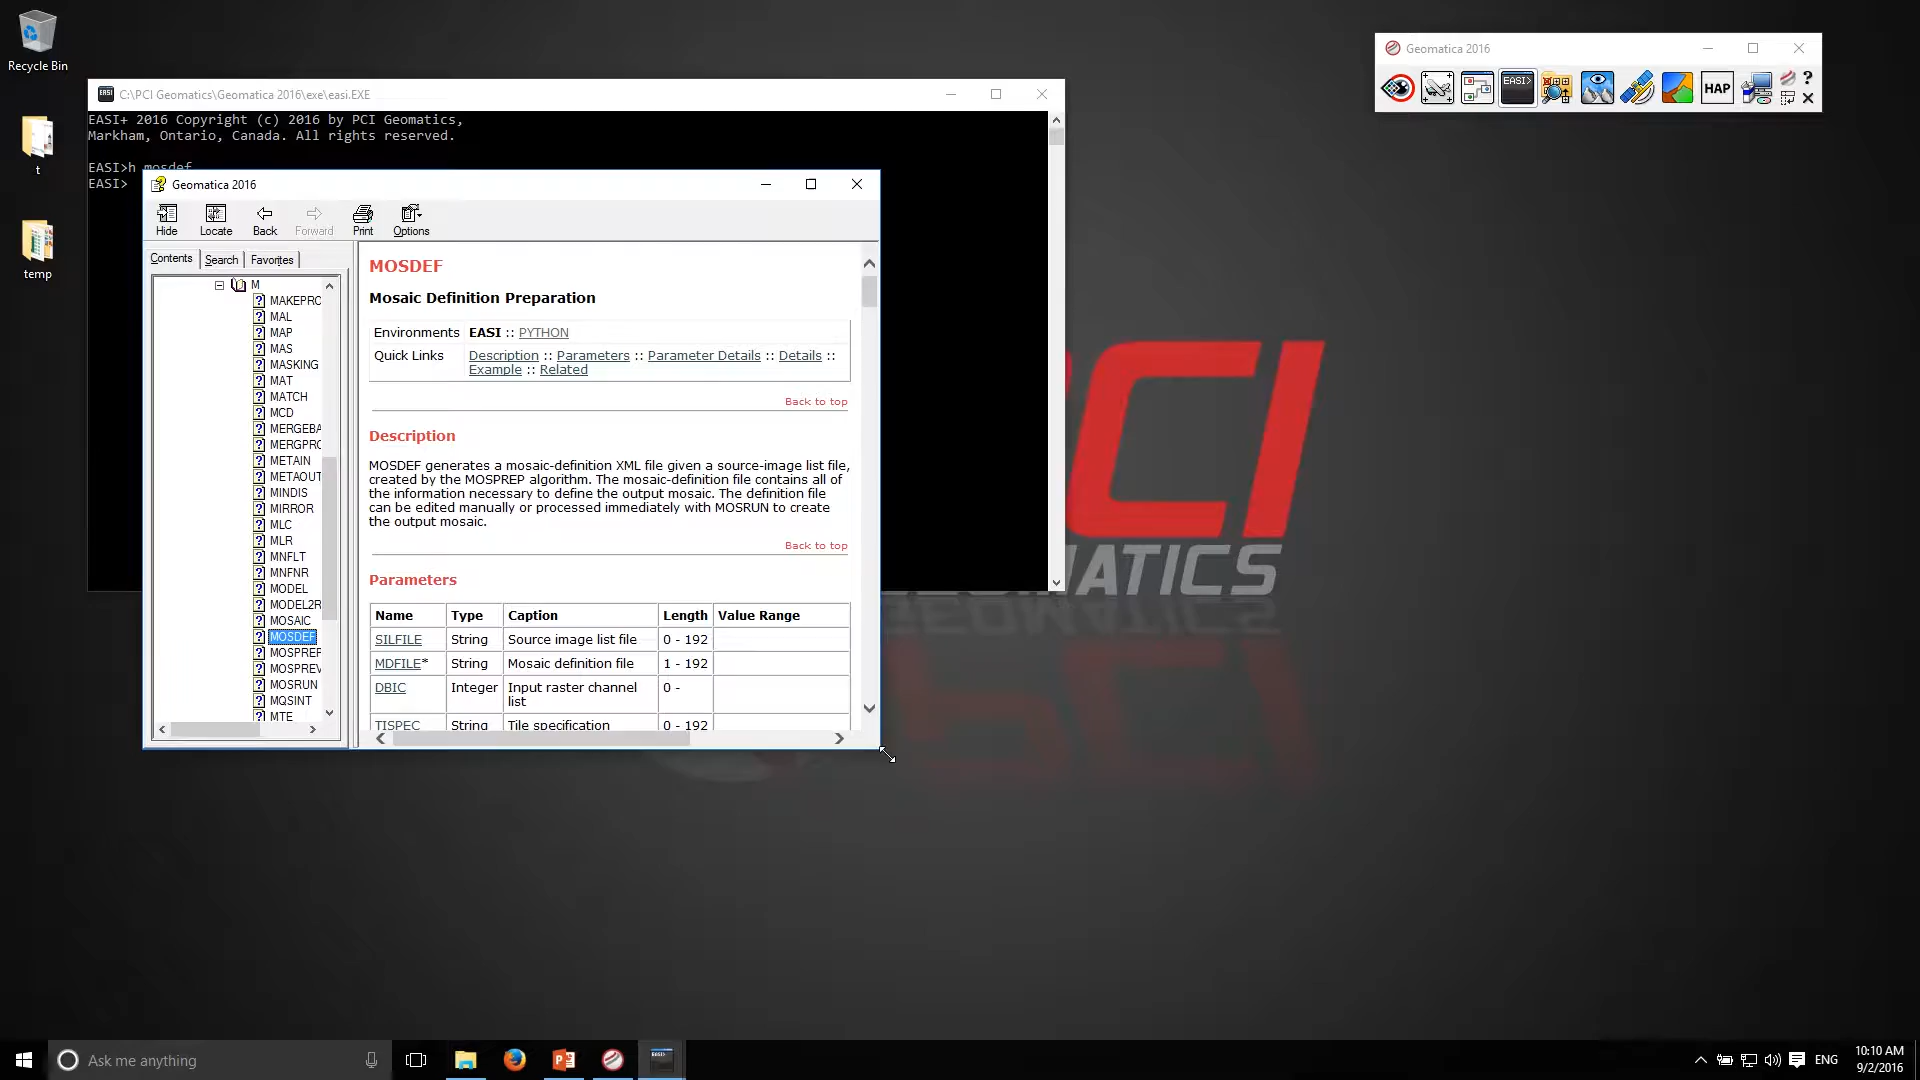 Recycle Bin
t
temp
C:\PCI Geomatics\Geomatica 2016\exe\easi.EXE
EASI+ 2016 Copyright (c) 2016 by PCI Geomatics,
Markham, Ontario, Canada. All rights reserved.
EASI>h mosdef
EASI>
Geomatica 2016
EASI>
HAP
?
Geomatica 2016
Hide
Locate
Back
Forward
Print
Options
Contents
Search
Favorites
M
MAKEPRO
MAL
MAP
MAS
MASKING
MAT
MATCH
MCD
MERGEBA
MERGPRO
METAIN
METAOUT
MINDIS
MIRROR
MLC
MLR
MNFLT
MNFNR
MODEL
MODEL2R
MOSAIC
MOSDEF
MOSPREP
MOSPREV
MOSRUN
MQSINT
MTE
MOSDEF
Mosaic Definition Preparation
Environments EASI :: PYTHON
Quick Links Description :: Parameters :: Parameter Details :: Details ::
Example :: Related
Back to top
Description
MOSDEF generates a mosaic-definition XML file given a source-image list file,
created by the MOSPREP algorithm. The mosaic-definition file contains all of
the information necessary to define the output mosaic. The definition file
can be edited manually or processed immediately with MOSRUN to create
the output mosaic.
Back to top
Parameters
Name Type Caption Length Value Range
SILFILE String Source image list file 0 - 192
MDFILE* String Mosaic definition file 1 - 192
DBIC Integer Input raster channel 0 -
list
TISPEC String Tile specification 0 - 192
CI
MATICS
Ask me anything
EASI>
ENG
10:10 AM
9/2/2016